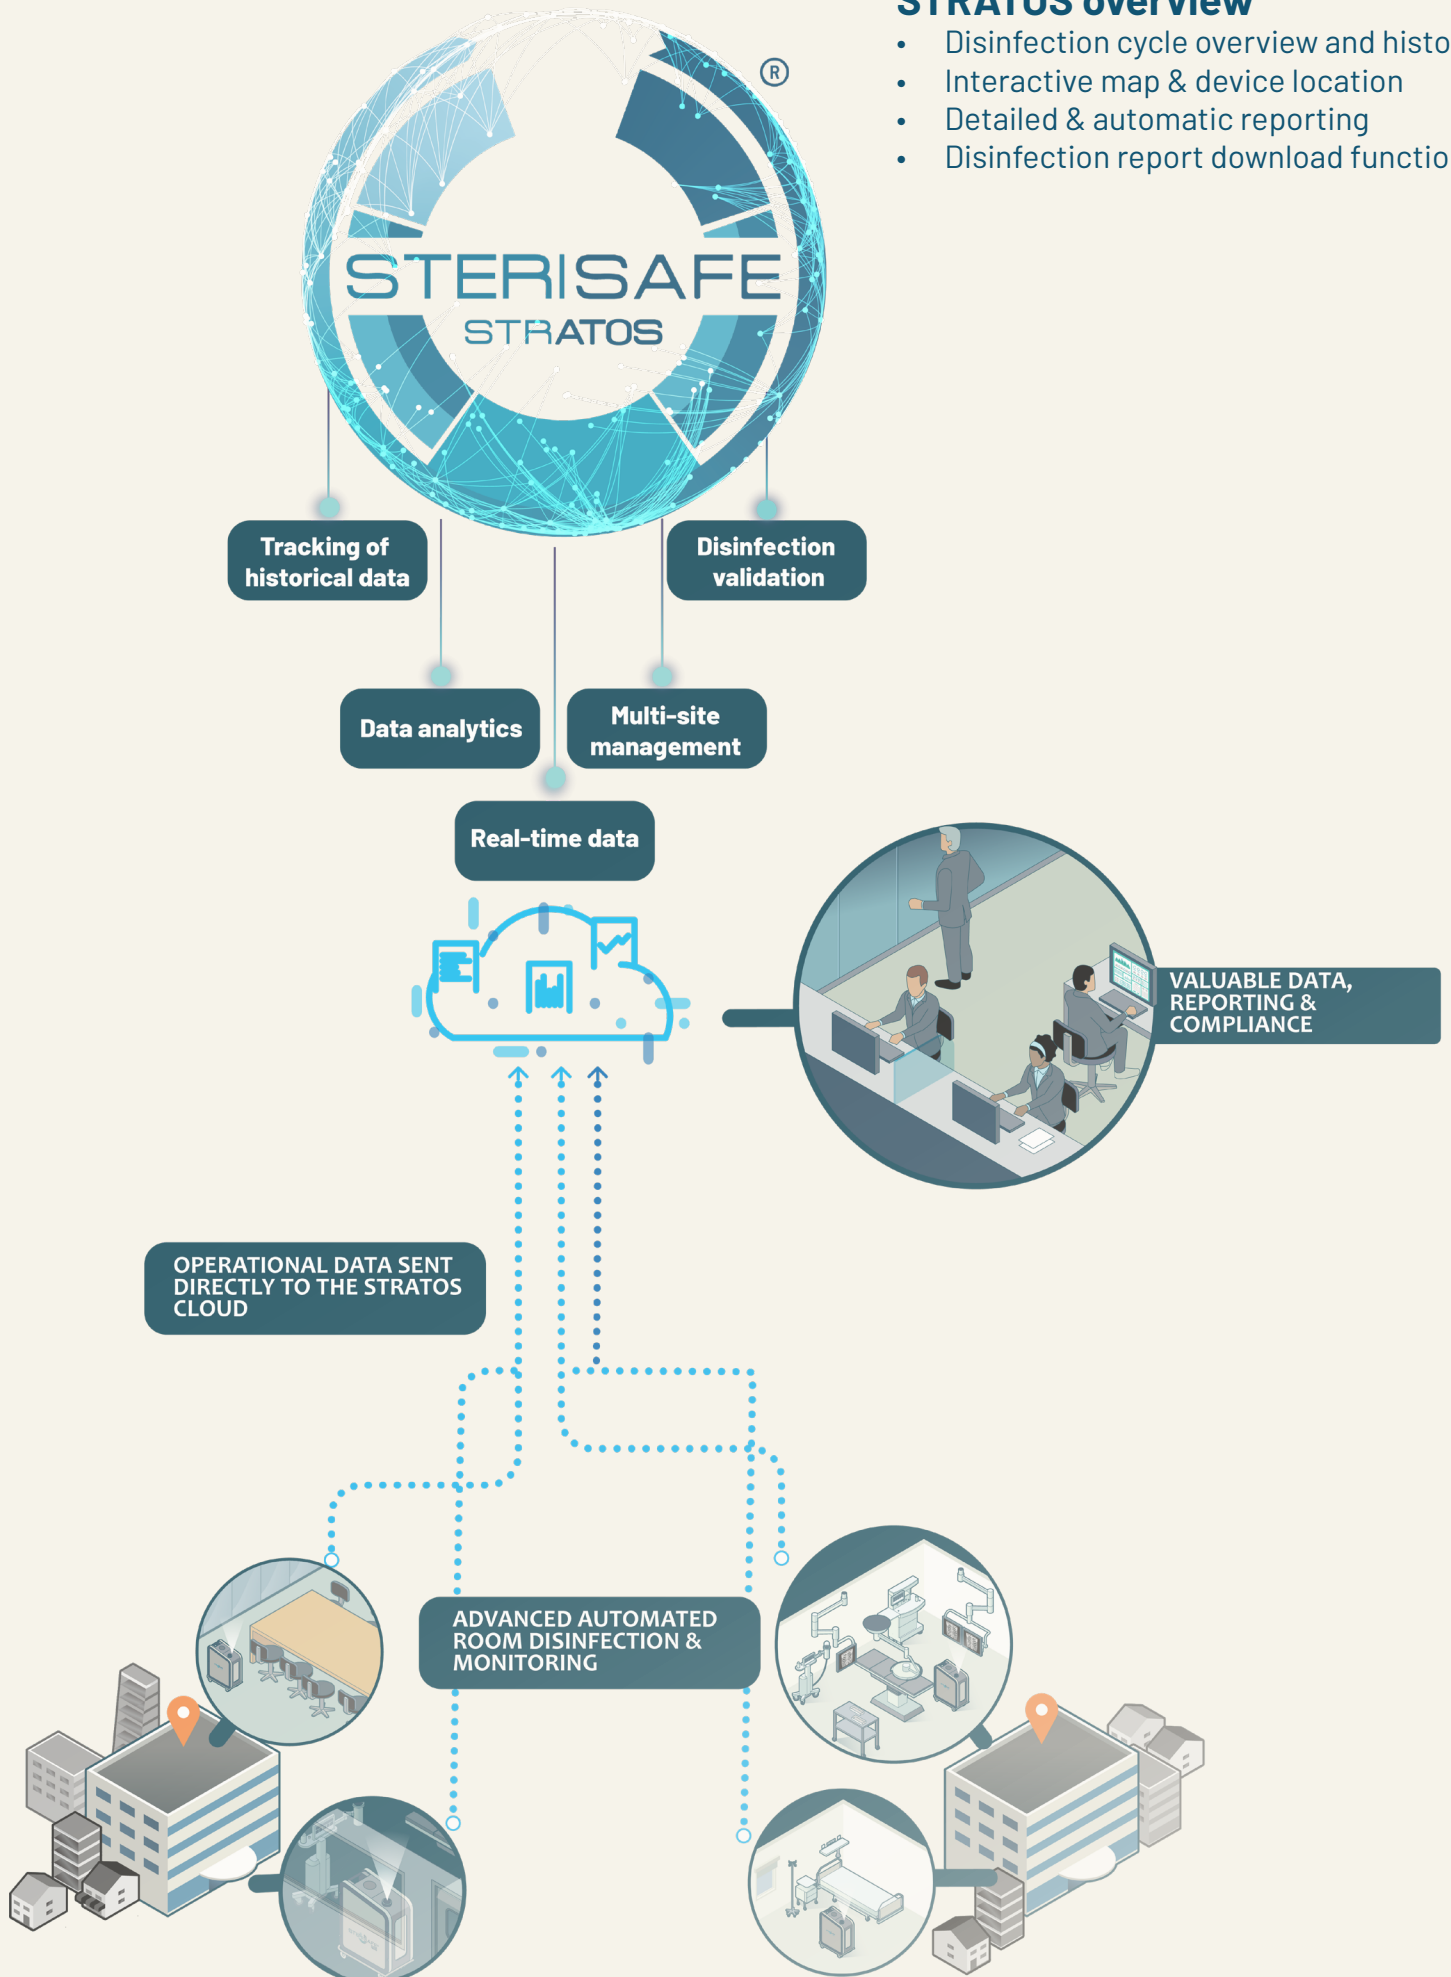 STRATOS overview
• Disinfection cycle overview and histo
• Interactive map & device location
• Detailed & automatic reporting
• Disinfection report download functio
®
STERISAFE
STRATOS
Tracking of
historical data
Disinfection
validation
Data analytics
Multi-site
management
Real-time data
VALUABLE DATA,
REPORTING &
COMPLIANCE
OPERATIONAL DATA SENT
DIRECTLY TO THE STRATOS
CLOUD
ADVANCED AUTOMATED
ROOM DISINFECTION &
MONITORING